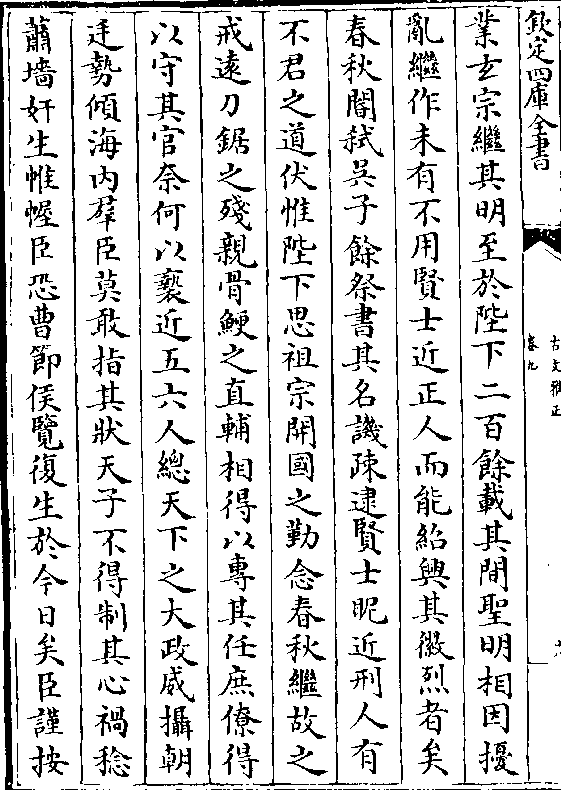 欽定四庫全書
古文雅正
卷九
業玄宗繼其明至於陛下二百餘載其間聖明相因擾
亂繼作未有不用賢士近正人而能紹興其徽烈者矣
春秋閽弒吳子餘祭書其名譏疎逮賢士昵近刑人有
不君之道伏惟陛下思祖宗開國之勤念春秋繼故之
戒遠刀鋸之殘親骨鯁之直輔相得以專其任庶僚得
以守其官奈何以褻近五六人總天下之大政威攝朝
廷勢傾海内羣臣莫敢指其狀天子不得制其心禍稔
蕭墻奸生帷幄臣恐曹節侯覽復生於今日矣臣謹按